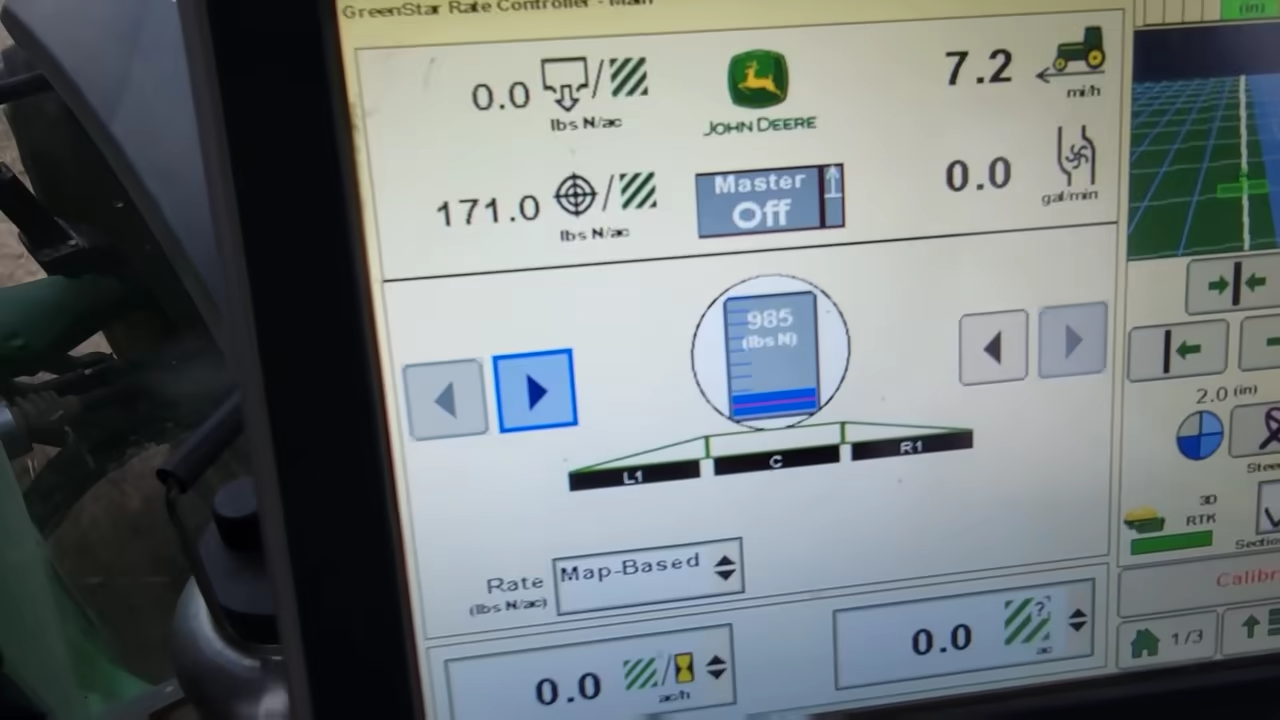 GreenStar Rate Controller - Main
(in)
0.0
lbs N/ac
JOHN DEERE
7.2
mi/h
171.0
lbs N/ac
Master
Off
0.0
gal/min
985
(lbs N)
L1
C
R1
2.0 (in)
3D
RTK
Rate
(lbs N/ac)
Map-Based
0.0
ac/h
0.0
?
ac
1/3